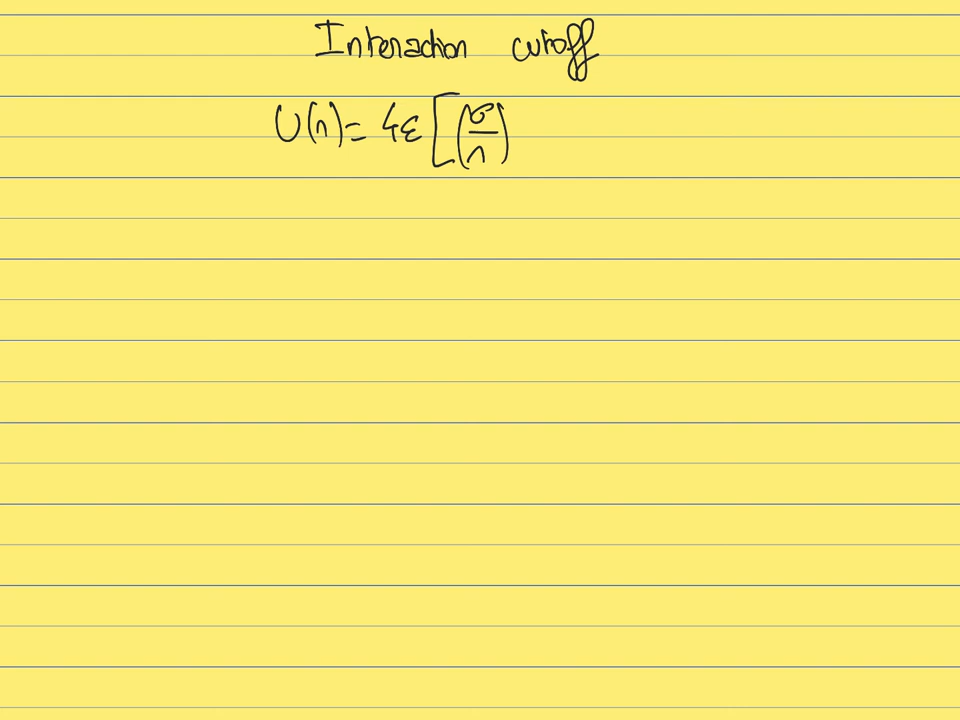 Interaction cutoff
U(r) = 4ε [(σ/r)